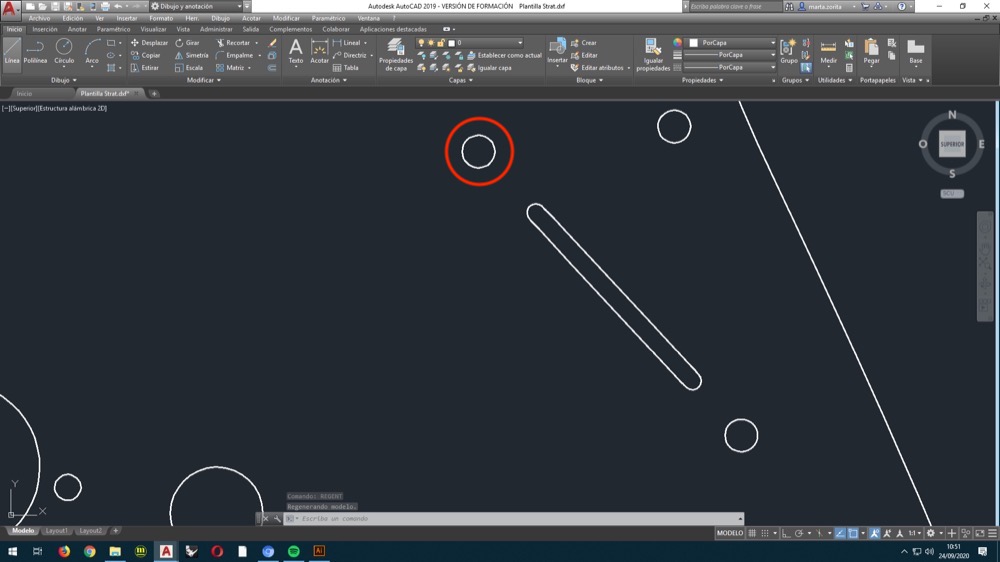 Dibujo y anotación
Autodesk AutoCAD 2019 - VERSIÓN DE FORMACIÓN Plantilla Strat.dxf
Escriba palabra clave o frase
marta.zorita
Archivo Edición Ver Insertar Formato Herr. Dibujo Acotar Modificar Paramétrico Ventana ?
Inicio Inserción Anotar Paramétrico Visualizar Vista Administrar Salida Complementos Colaborar Aplicaciones destacadas
Línea Polilínea Círculo Arco
Desplazar Girar Recortar
Copiar Simetría Empalme
Estirar Escala Matriz
Texto Acotar
Lineal
Directriz
Tabla
Propiedades de capa
0
Establecer como actual
Igualar capa
Insertar
Crear
Editar
Editar atributos
Igualar propiedades
PorCapa
PorCapa
PorCapa
Grupo
Medir
Pegar
Base
Dibujo Modificar Anotación Capas Bloque Propiedades Grupos Utilidades Portapapeles Vista
Inicio Plantilla Strat.dxf*
[−][Superior][Estructura alámbrica 2D]
N
O SUPERIOR E
S
Y
X
Comando: REGENT
Regenerando modelo.
Escriba un comando
Modelo Layout1 Layout2 +
MODELO 1:1
10:51
24/09/2020